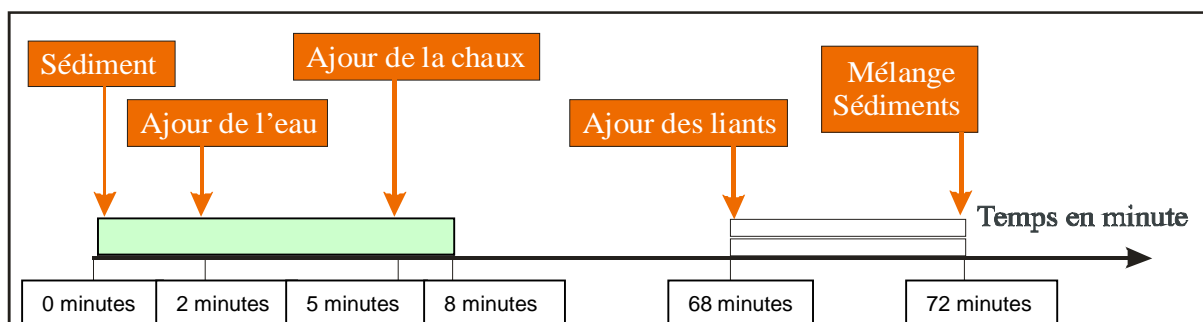 Sédiment
Ajour de l'eau
Ajour de la chaux
Ajour des liants
Mélange
Sédiments
Temps en minute
0 minutes
2 minutes
5 minutes
8 minutes
68 minutes
72 minutes